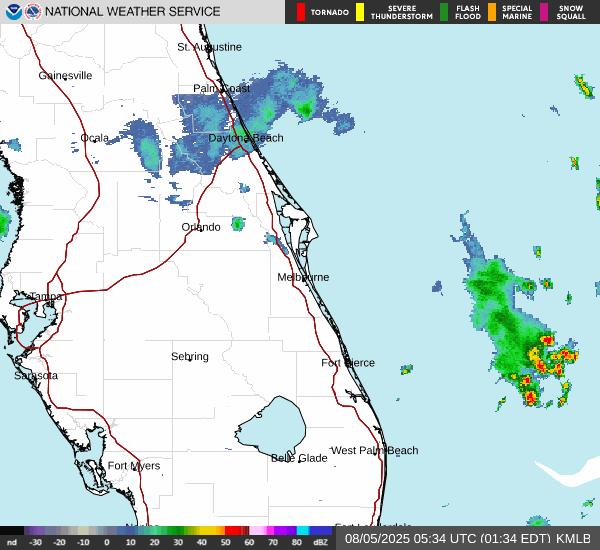 NATIONAL WEATHER SERVICE
TORNADO
SEVERE
THUNDERSTORM
FLASH
FLOOD
SPECIAL
MARINE
SNOW
SQUALL
St. Augustine
Gainesville
Palm Coast
Ocala
Daytona Beach
Orlando
Melbourne
Tampa
Sebring
Fort Pierce
Sarasota
West Palm Beach
Belle Glade
Fort Myers
nd -30 -20 -10 0 10 20 30 40 50 60 70 80 dBZ
08/05/2025 05:34 UTC (01:34 EDT) KMLB